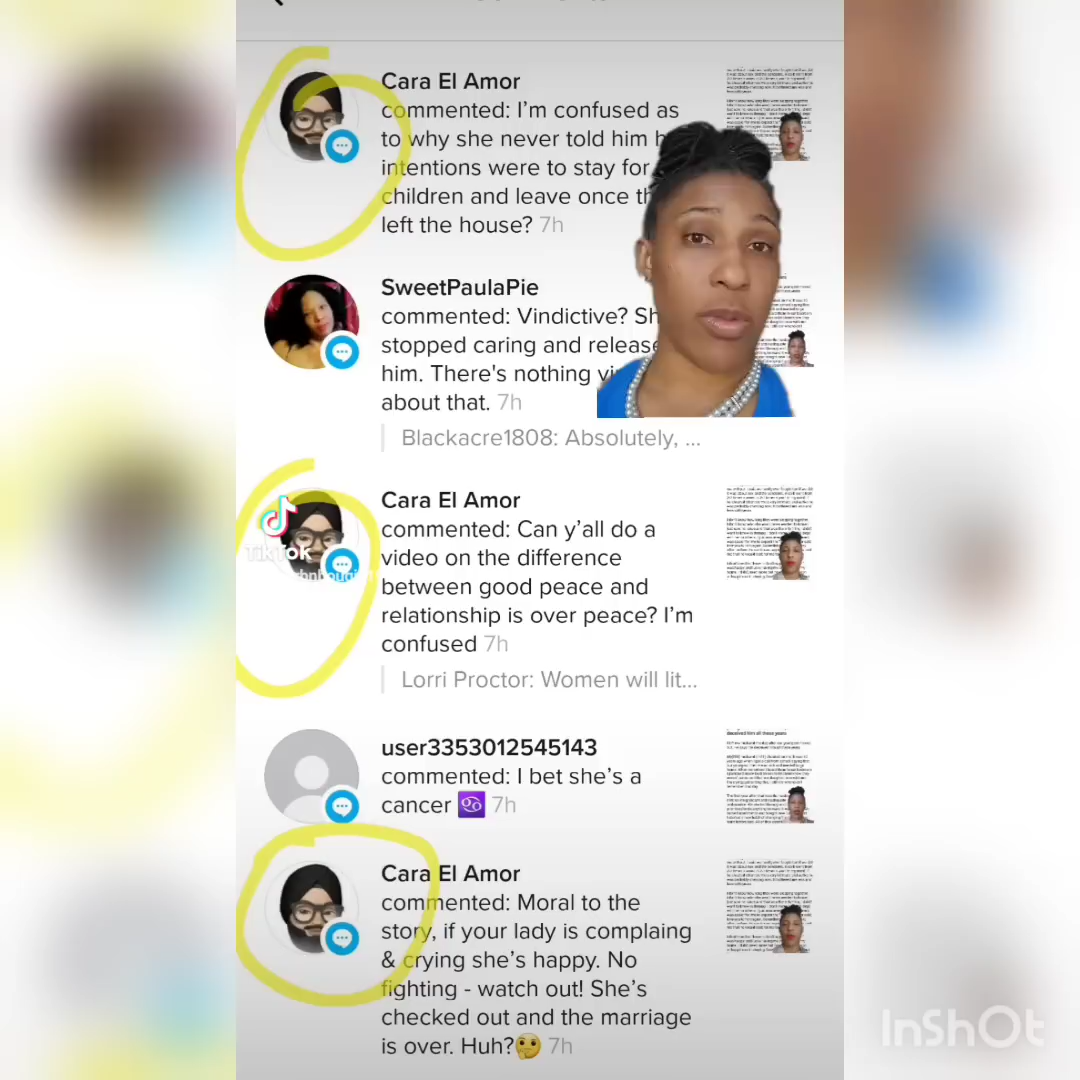 Cara El Amor
commented: I'm confused as
to why she never told him h
intentions were to stay for
children and leave once th
left the house? 7h
SweetPaulaPie
commented: Vindictive? Sh
stopped caring and release
him. There's nothing vi
about that. 7h
Blackacre1808: Absolutely, ...
Cara El Amor
commented: Can y'all do a
video on the difference
between good peace and
relationship is over peace? I'm
confused 7h
Lorri Proctor: Women will lit...
TikTok
user3353012545143
commented: I bet she's a
cancer ♋ 7h
Cara El Amor
commented: Moral to the
story, if your lady is complaing
& crying she's happy. No
fighting - watch out! She's
checked out and the marriage
is over. Huh?🤔 7h
InShOt